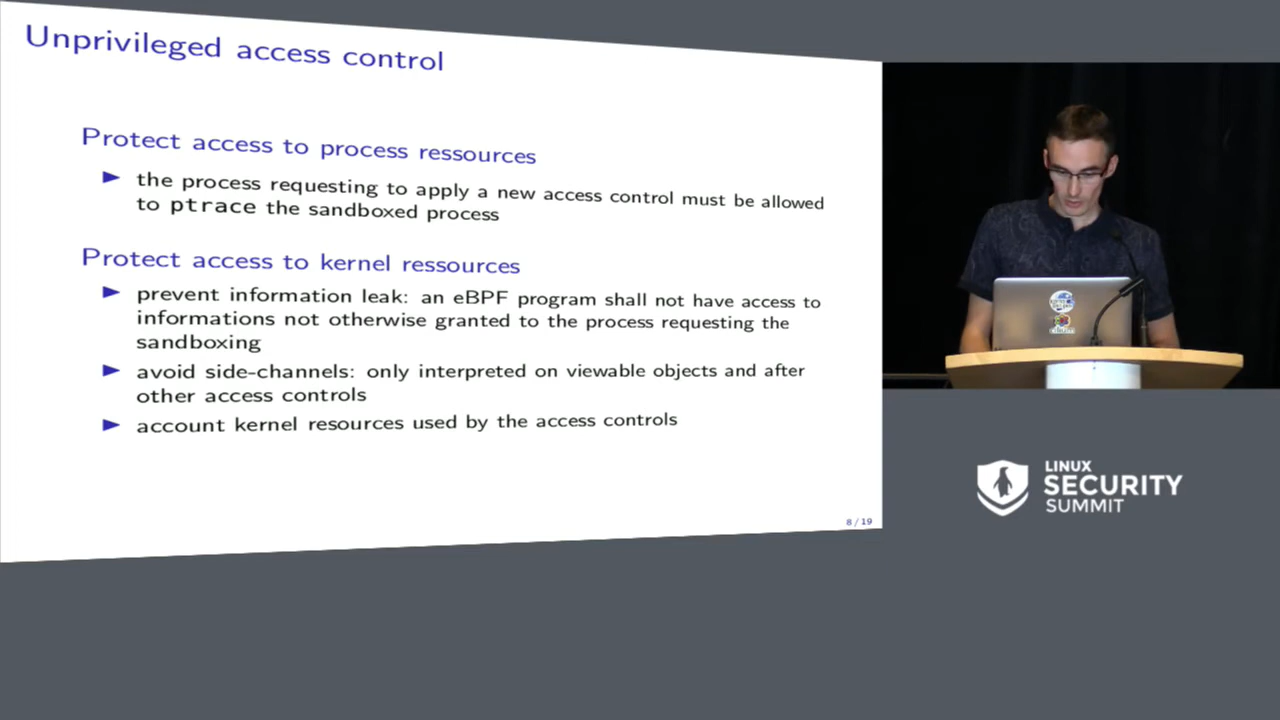 Unprivileged access control
Protect access to process ressources
the process requesting to apply a new access control must be allowed
to ptrace the sandboxed process
Protect access to kernel ressources
prevent information leak: an eBPF program shall not have access to
informations not otherwise granted to the process requesting the
sandboxing
avoid side-channels: only interpreted on viewable objects and after
other access controls
account kernel resources used by the access controls
8 / 19
LINUX
SECURITY
SUMMIT